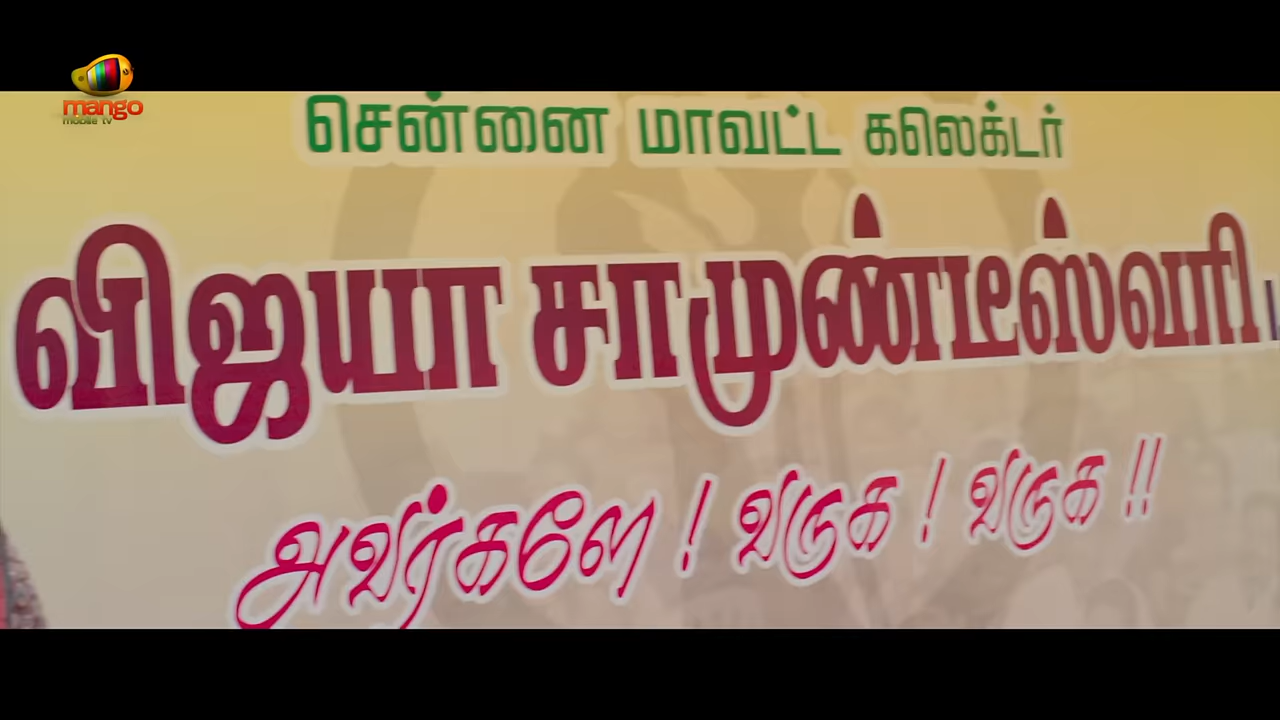 mango
mobile tv
சென்னை மாவட்ட கலெக்டர்
விஜயா சாமுண்டீஸ்வரி
அவர்களே ! வருக ! வருக !!